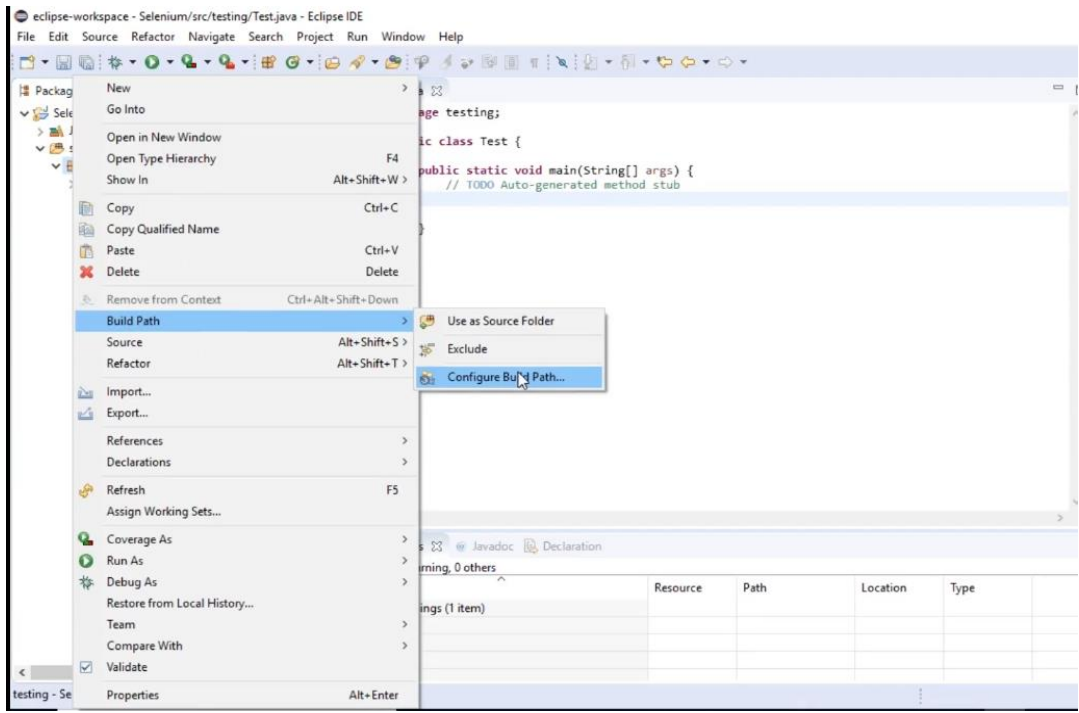 eclipse-workspace - Selenium/src/testing/Test.java - Eclipse IDE
File Edit Source Refactor Navigate Search Project Run Window Help
Packag
Sele
New
Go Into
Open in New Window
Open Type Hierarchy F4
Show In Alt+Shift+W
Copy Ctrl+C
Copy Qualified Name
Paste Ctrl+V
Delete Delete
Remove from Context Ctrl+Alt+Shift+Down
Build Path
Source Alt+Shift+S
Refactor Alt+Shift+T
Import...
Export...
References
Declarations
Refresh F5
Assign Working Sets...
Coverage As
Run As
Debug As
Restore from Local History...
Team
Compare With
Validate
Properties Alt+Enter
Use as Source Folder
Exclude
Configure Build Path...
age testing;
ic class Test {
public static void main(String[] args) {
// TODO Auto-generated method stub
}
s Javadoc Declaration
rning, 0 others
Resource Path Location Type
ings (1 item)
testing - Se